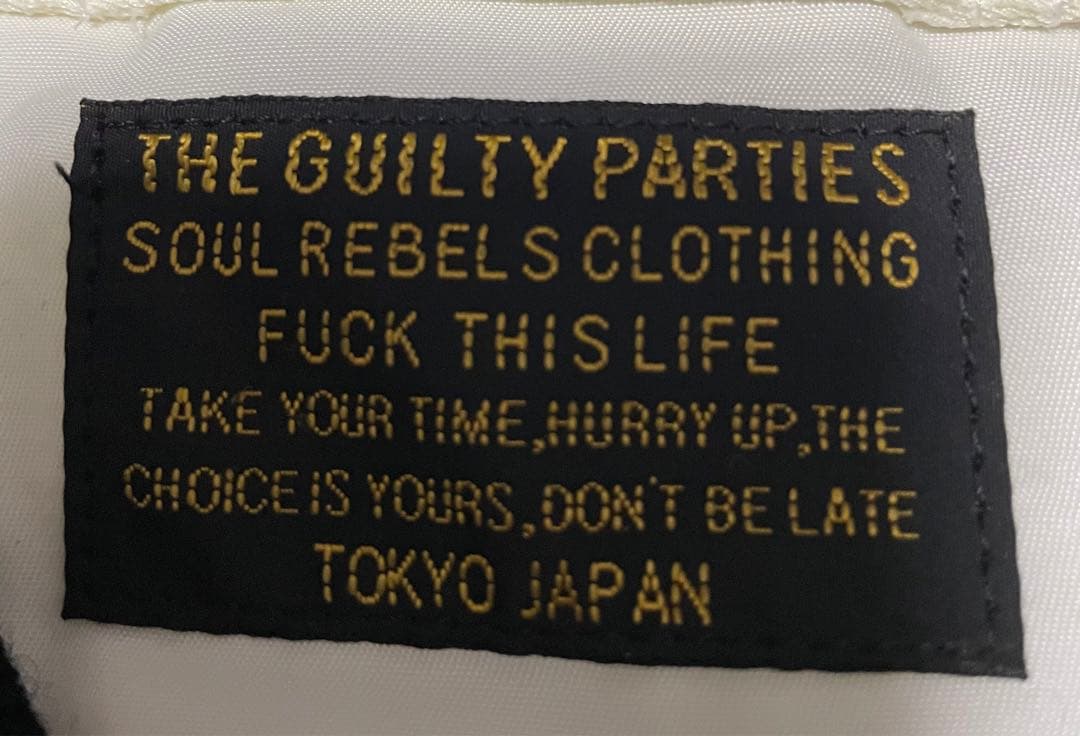 THE GUILTY PARTIES
SOUL REBELS CLOTHING
FUCK THIS LIFE
TAKE YOUR TIME,HURRY UP,THE
CHOICE IS YOURS,DON'T BE LATE
TOKYO JAPAN